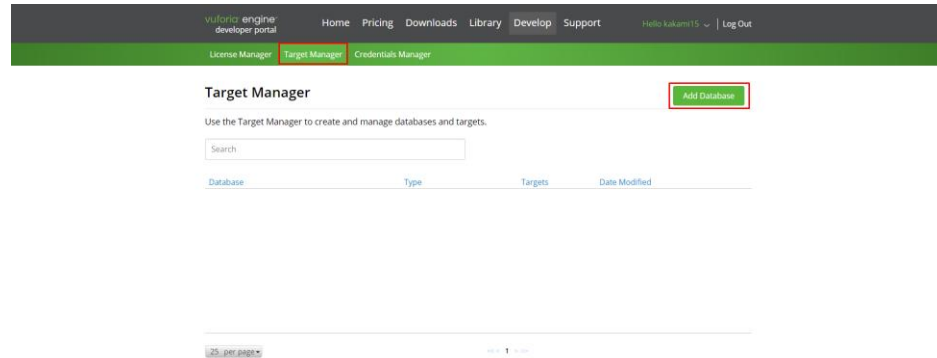 vuforia engine Home Pricing Downloads Library Develop Support Hello kakami15 | Log Out
developer portal
License Manager Target Manager Credentials Manager
Target Manager Add Database
Use the Target Manager to create and manage databases and targets.
Search
Database Type Targets Date Modified
25 per page 1